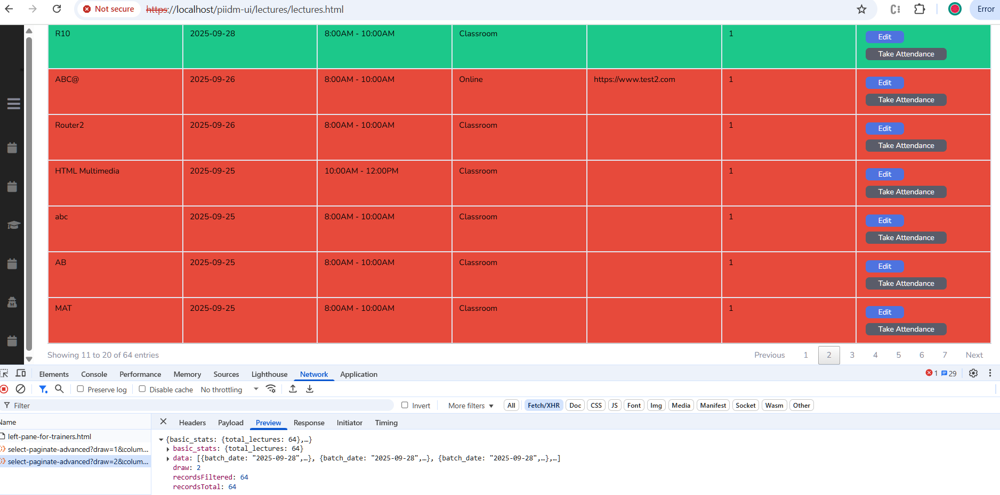 Not secure https://localhost/piidm-ui/lectures/lectures.html Error
R10 2025-09-28 8:00AM - 10:00AM Classroom 1 Edit
Take Attendance
ABC@ 2025-09-26 8:00AM - 10:00AM Online https://www.test2.com 1 Edit
Take Attendance
Router2 2025-09-26 8:00AM - 10:00AM Classroom 1 Edit
Take Attendance
HTML Multimedia 2025-09-25 10:00AM - 12:00PM Classroom 1 Edit
Take Attendance
abc 2025-09-25 8:00AM - 10:00AM Classroom 1 Edit
Take Attendance
AB 2025-09-25 8:00AM - 10:00AM Classroom 1 Edit
Take Attendance
MAT 2025-09-25 8:00AM - 10:00AM Classroom 1 Edit
Take Attendance
Showing 11 to 20 of 64 entries Previous 1 2 3 4 5 6 7 Next
Elements Console Performance Memory Sources Lighthouse Network Application 1 29
Preserve log Disable cache No throttling
Filter Invert More filters All Fetch/XHR Doc CSS JS Font Img Media Manifest Socket Wasm Other
Name Headers Payload Preview Response Initiator Timing
left-pane-for-trainers.html
select-paginate-advanced?draw=1&colum...
select-paginate-advanced?draw=2&colum...
{basic_stats: {total_lectures: 64},…}
basic_stats: {total_lectures: 64}
data: [{batch_date: "2025-09-28",…}, {batch_date: "2025-09-28",…}, {batch_date: "2025-09-28",…},…]
draw: 2
recordsFiltered: 64
recordsTotal: 64